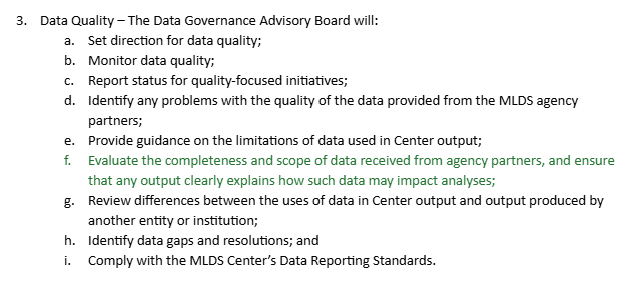 3. Data Quality – The Data Governance Advisory Board will:
a. Set direction for data quality;
b. Monitor data quality;
c. Report status for quality-focused initiatives;
d. Identify any problems with the quality of the data provided from the MLDS agency
partners;
e. Provide guidance on the limitations of data used in Center output;
f. Evaluate the completeness and scope of data received from agency partners, and ensure
that any output clearly explains how such data may impact analyses;
g. Review differences between the uses of data in Center output and output produced by
another entity or institution;
h. Identify data gaps and resolutions; and
i. Comply with the MLDS Center’s Data Reporting Standards.